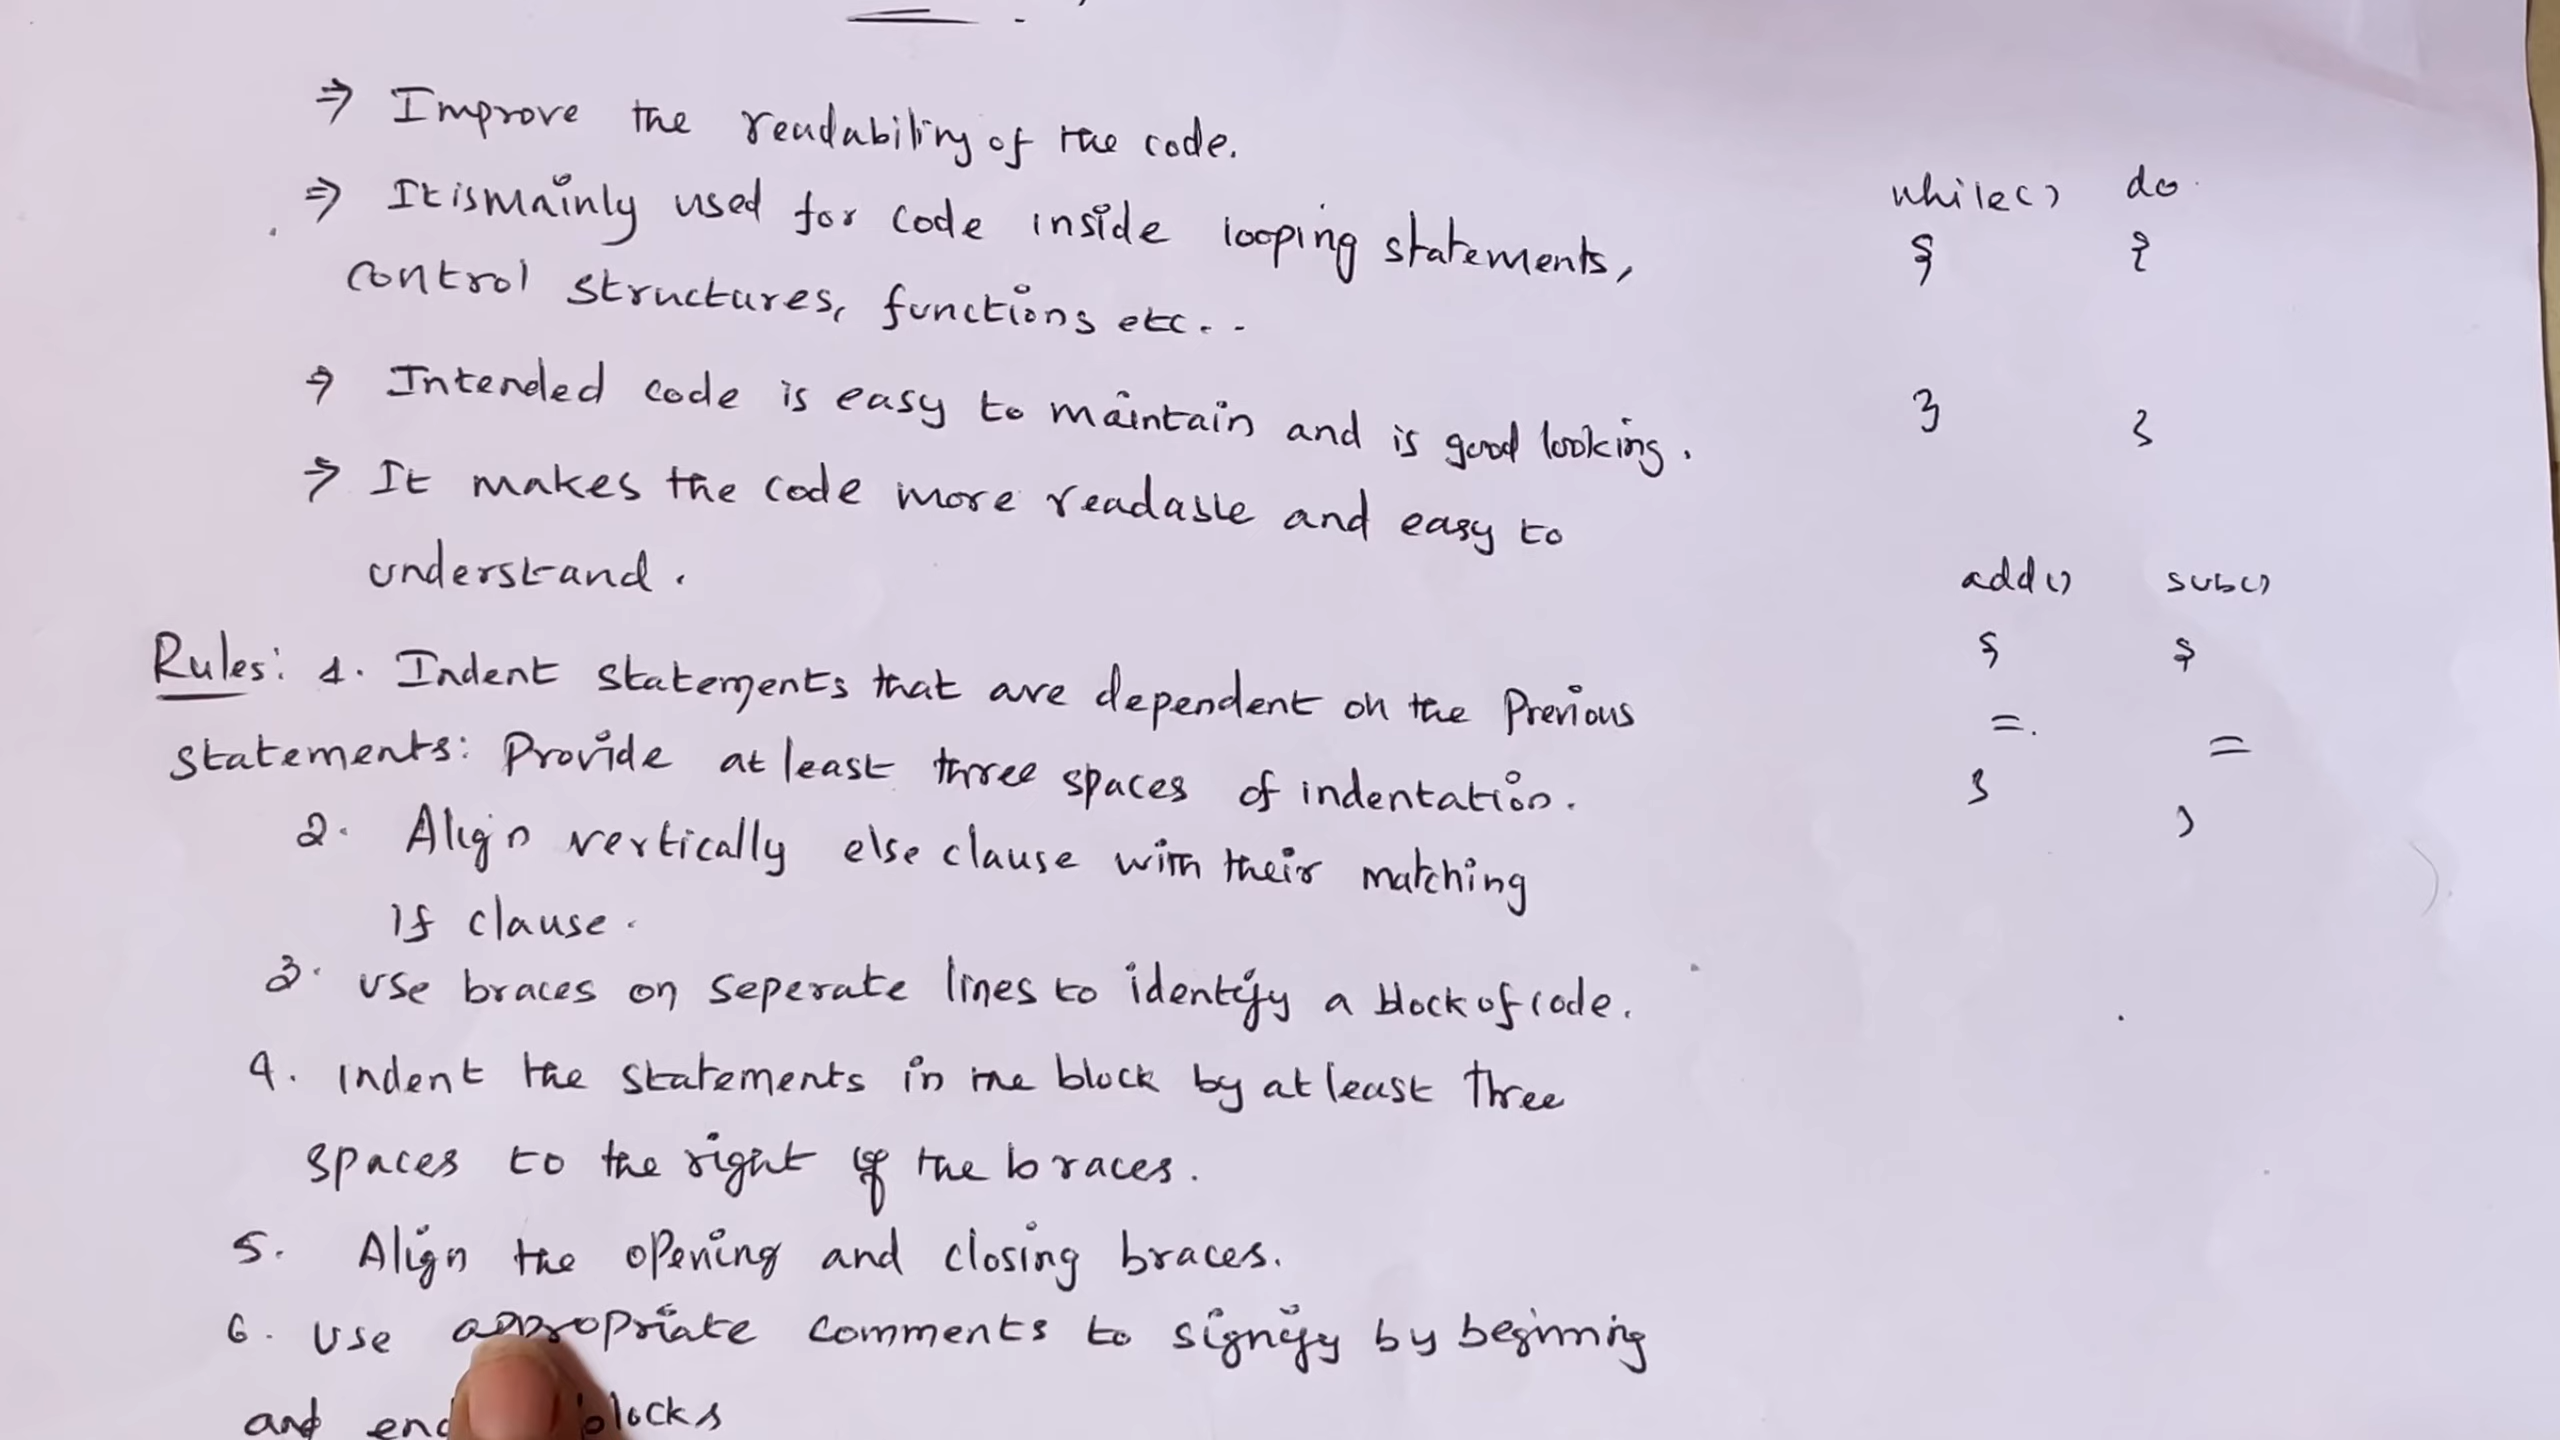 ⇒ Improve the readability of the code.
⇒ It is mainly used for code inside looping statements,
control structures, functions etc..
⇒ Intended code is easy to maintain and is good looking.
⇒ It makes the code more readable and easy to
understand.
Rules: 1. Indent statements that are dependent on the Previous
statements: Provide at least three spaces of indentation.
2. Align vertically else clause with their matching
if clause.
3. use braces on seperate lines to identify a block of code.
4. indent the statements in the block by at least three
spaces to the right of the braces.
5. Align the opening and closing braces.
6. use appropriate comments to signify by beginning
and blocks
while() do
{ {
} }
add() sub()
{ {
=. =
} }